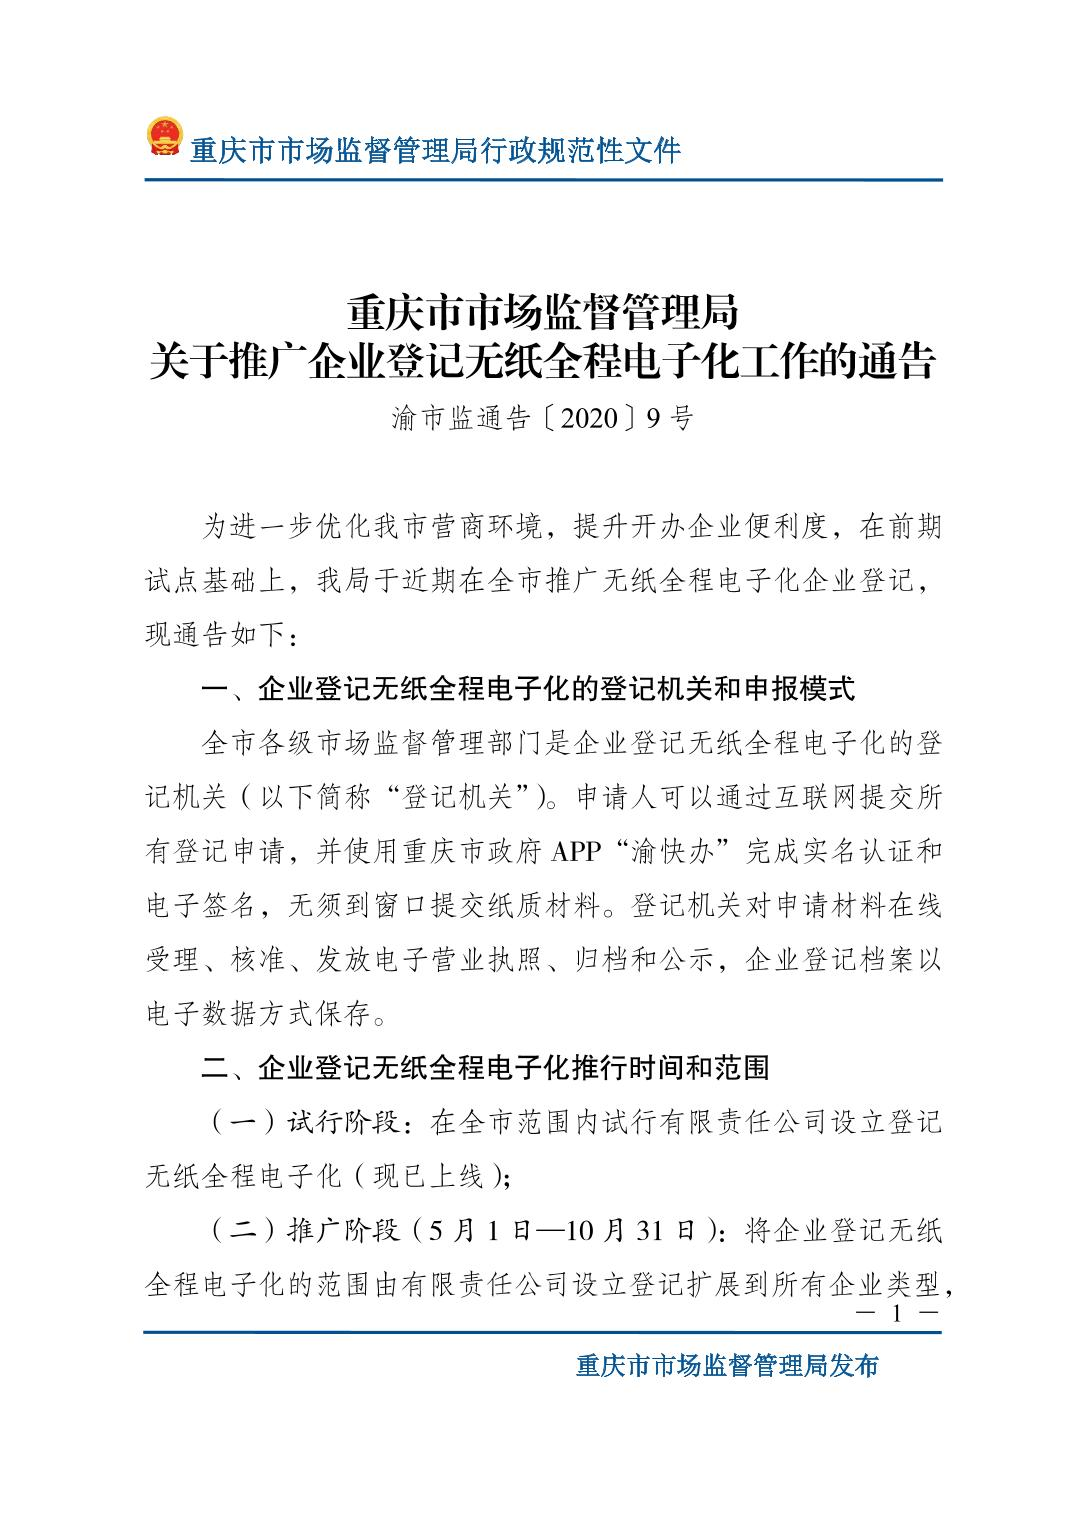 重庆市市场监督管理局行政规范性文件
重庆市市场监督管理局
关于推广企业登记无纸全程电子化工作的通告
渝市监通告〔2020〕9 号
为进一步优化我市营商环境，提升开办企业便利度，在前期
试点基础上，我局于近期在全市推广无纸全程电子化企业登记，
现通告如下：
一、企业登记无纸全程电子化的登记机关和申报模式
全市各级市场监督管理部门是企业登记无纸全程电子化的登
记机关（以下简称“登记机关”）。申请人可以通过互联网提交所
有登记申请，并使用重庆市政府 APP“渝快办”完成实名认证和
电子签名，无须到窗口提交纸质材料。登记机关对申请材料在线
受理、核准、发放电子营业执照、归档和公示，企业登记档案以
电子数据方式保存。
二、企业登记无纸全程电子化推行时间和范围
（一）试行阶段：在全市范围内试行有限责任公司设立登记
无纸全程电子化（现已上线）；
（二）推广阶段（5 月 1 日—10 月 31 日）：将企业登记无纸
全程电子化的范围由有限责任公司设立登记扩展到所有企业类型，
— 1 —
重庆市市场监督管理局发布